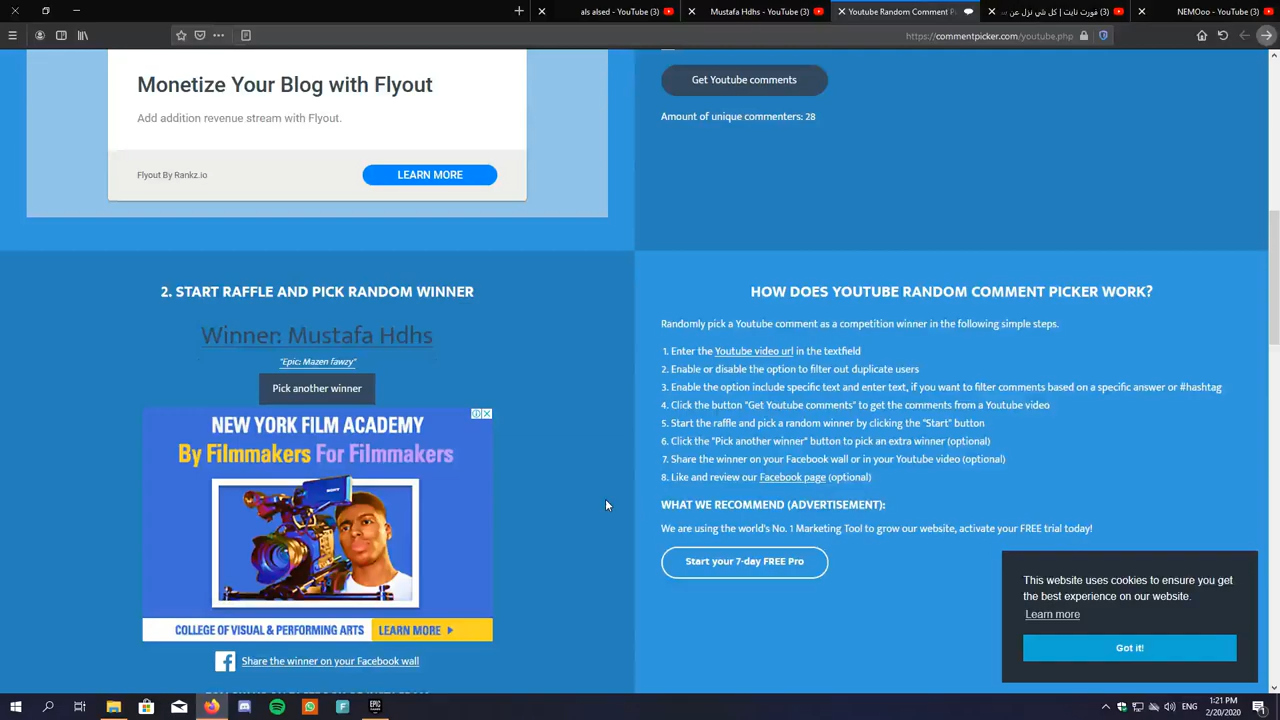 als alsed - YouTube (3)
Mustafa Hdhs - YouTube (3)
Youtube Random Comment P
فورت نايت | كل شي نزل عن (3)
NEMOoo - YouTube (3)
https://commentpicker.com/youtube.php
Monetize Your Blog with Flyout
Add addition revenue stream with Flyout.
Flyout By Rankz.io
LEARN MORE
Get Youtube comments
Amount of unique commenters: 28
2. START RAFFLE AND PICK RANDOM WINNER
Winner: Mustafa Hdhs
"Epic: Mazen fawzy"
Pick another winner
NEW YORK FILM ACADEMY
By Filmmakers For Filmmakers
SONY
COLLEGE OF VISUAL & PERFORMING ARTS
LEARN MORE
Share the winner on your Facebook wall
HOW DOES YOUTUBE RANDOM COMMENT PICKER WORK?
Randomly pick a Youtube comment as a competition winner in the following simple steps.
1. Enter the Youtube video url in the textfield
2. Enable or disable the option to filter out duplicate users
3. Enable the option include specific text and enter text, if you want to filter comments based on a specific answer or #hashtag
4. Click the button "Get Youtube comments" to get the comments from a Youtube video
5. Start the raffle and pick a random winner by clicking the "Start" button
6. Click the "Pick another winner" button to pick an extra winner (optional)
7. Share the winner on your Facebook wall or in your Youtube video (optional)
8. Like and review our Facebook page (optional)
WHAT WE RECOMMEND (ADVERTISEMENT):
We are using the world's No. 1 Marketing Tool to grow our website, activate your FREE trial today!
Start your 7-day FREE Pro
This website uses cookies to ensure you get
the best experience on our website.
Learn more
Got it!
EPIC
1:21 PM
2/20/2020